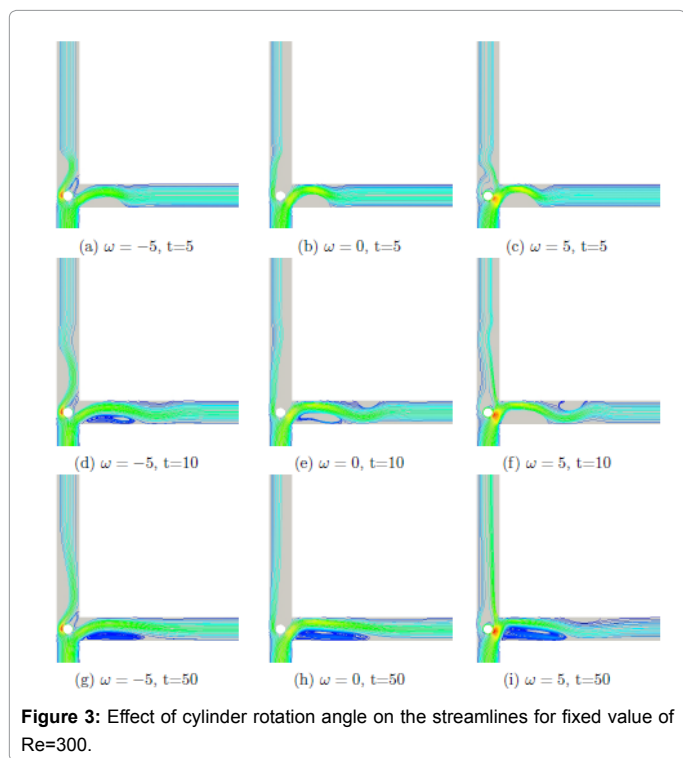 (a) ω = −5, t=5
(b) ω = 0, t=5
(c) ω = 5, t=5
(d) ω = −5, t=10
(e) ω = 0, t=10
(f) ω = 5, t=10
(g) ω = −5, t=50
(h) ω = 0, t=50
(i) ω = 5, t=50
Figure 3: Effect of cylinder rotation angle on the streamlines for fixed value of
Re=300.